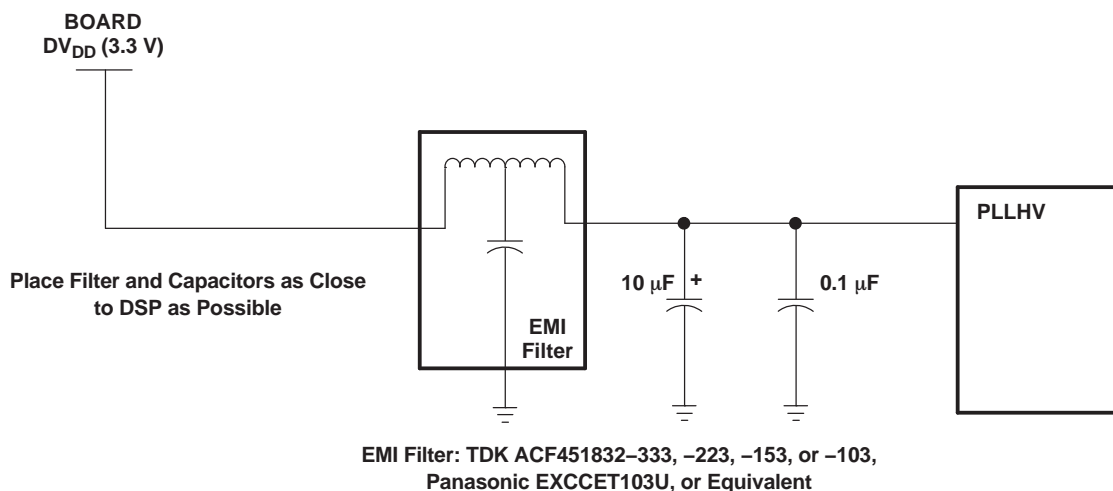 BOARD
DVDD (3.3 V)
PLLHV
Place Filter and Capacitors as Close
to DSP as Possible
10 μF +
0.1 μF
EMI
Filter
EMI Filter: TDK ACF451832–333, –223, –153, or –103,
Panasonic EXCCET103U, or Equivalent